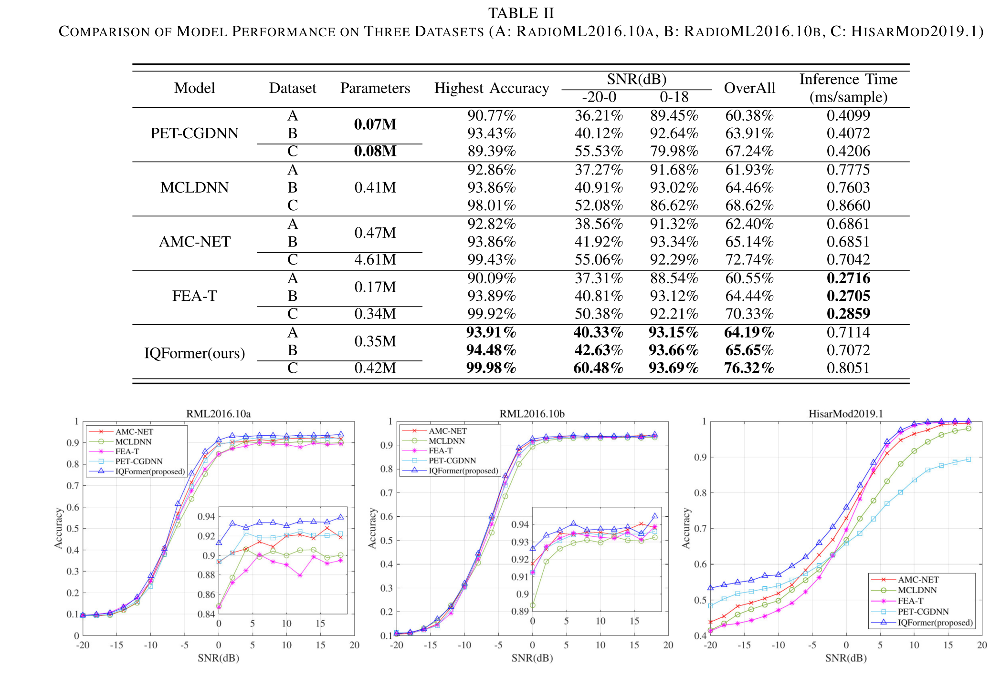 TABLE II
COMPARISON OF MODEL PERFORMANCE ON THREE DATASETS (A: RADIOML2016.10A, B: RADIOML2016.10B, C: HISARMOD2019.1)
Model Dataset Parameters Highest Accuracy SNR(dB) OverAll Inference Time
-20-0 0-18 (ms/sample)
PET-CGDNN
A 0.07M 90.77% 36.21% 89.45% 60.38% 0.4099
B 93.43% 40.12% 92.64% 63.91% 0.4072
C 0.08M 89.39% 55.53% 79.98% 67.24% 0.4206
MCLDNN
A 92.86% 37.27% 91.68% 61.93% 0.7775
B 0.41M 93.86% 40.91% 93.02% 64.46% 0.7603
C 98.01% 52.08% 86.62% 68.62% 0.8660
AMC-NET
A 0.47M 92.82% 38.56% 91.32% 62.40% 0.6861
B 93.86% 41.92% 93.34% 65.14% 0.6851
C 4.61M 99.43% 55.06% 92.29% 72.74% 0.7042
FEA-T
A 0.17M 90.09% 37.31% 88.54% 60.55% 0.2716
B 93.89% 40.81% 93.12% 64.44% 0.2705
C 0.34M 99.92% 50.38% 92.21% 70.33% 0.2859
IQFormer(ours)
A 0.35M 93.91% 40.33% 93.15% 64.19% 0.7114
B 94.48% 42.63% 93.66% 65.65% 0.7072
C 0.42M 99.98% 60.48% 93.69% 76.32% 0.8051
RML2016.10a
1
0.9
0.8
0.7
0.6
0.5
0.4
0.3
0.2
0.1
0
Accuracy
AMC-NET
MCLDNN
FEA-T
PET-CGDNN
IQFormer(proposed)
0.94
0.92
0.9
0.88
0.86
0.84
0 5 10 15
-20 -15 -10 -5 0 5 10 15 20
SNR(dB)
RML2016.10b
1
0.9
0.8
0.7
0.6
0.5
0.4
0.3
0.2
0.1
Accuracy
AMC-NET
MCLDNN
FEA-T
PET-CGDNN
IQFormer(proposed)
0.94
0.93
0.92
0.91
0.9
0.89
0 5 10 15
-20 -15 -10 -5 0 5 10 15 20
SNR(dB)
HisarMod2019.1
1
0.9
0.8
0.7
0.6
0.5
0.4
Accuracy
AMC-NET
MCLDNN
FEA-T
PET-CGDNN
IQFormer(proposed)
-20 -15 -10 -5 0 5 10 15 20
SNR(dB)